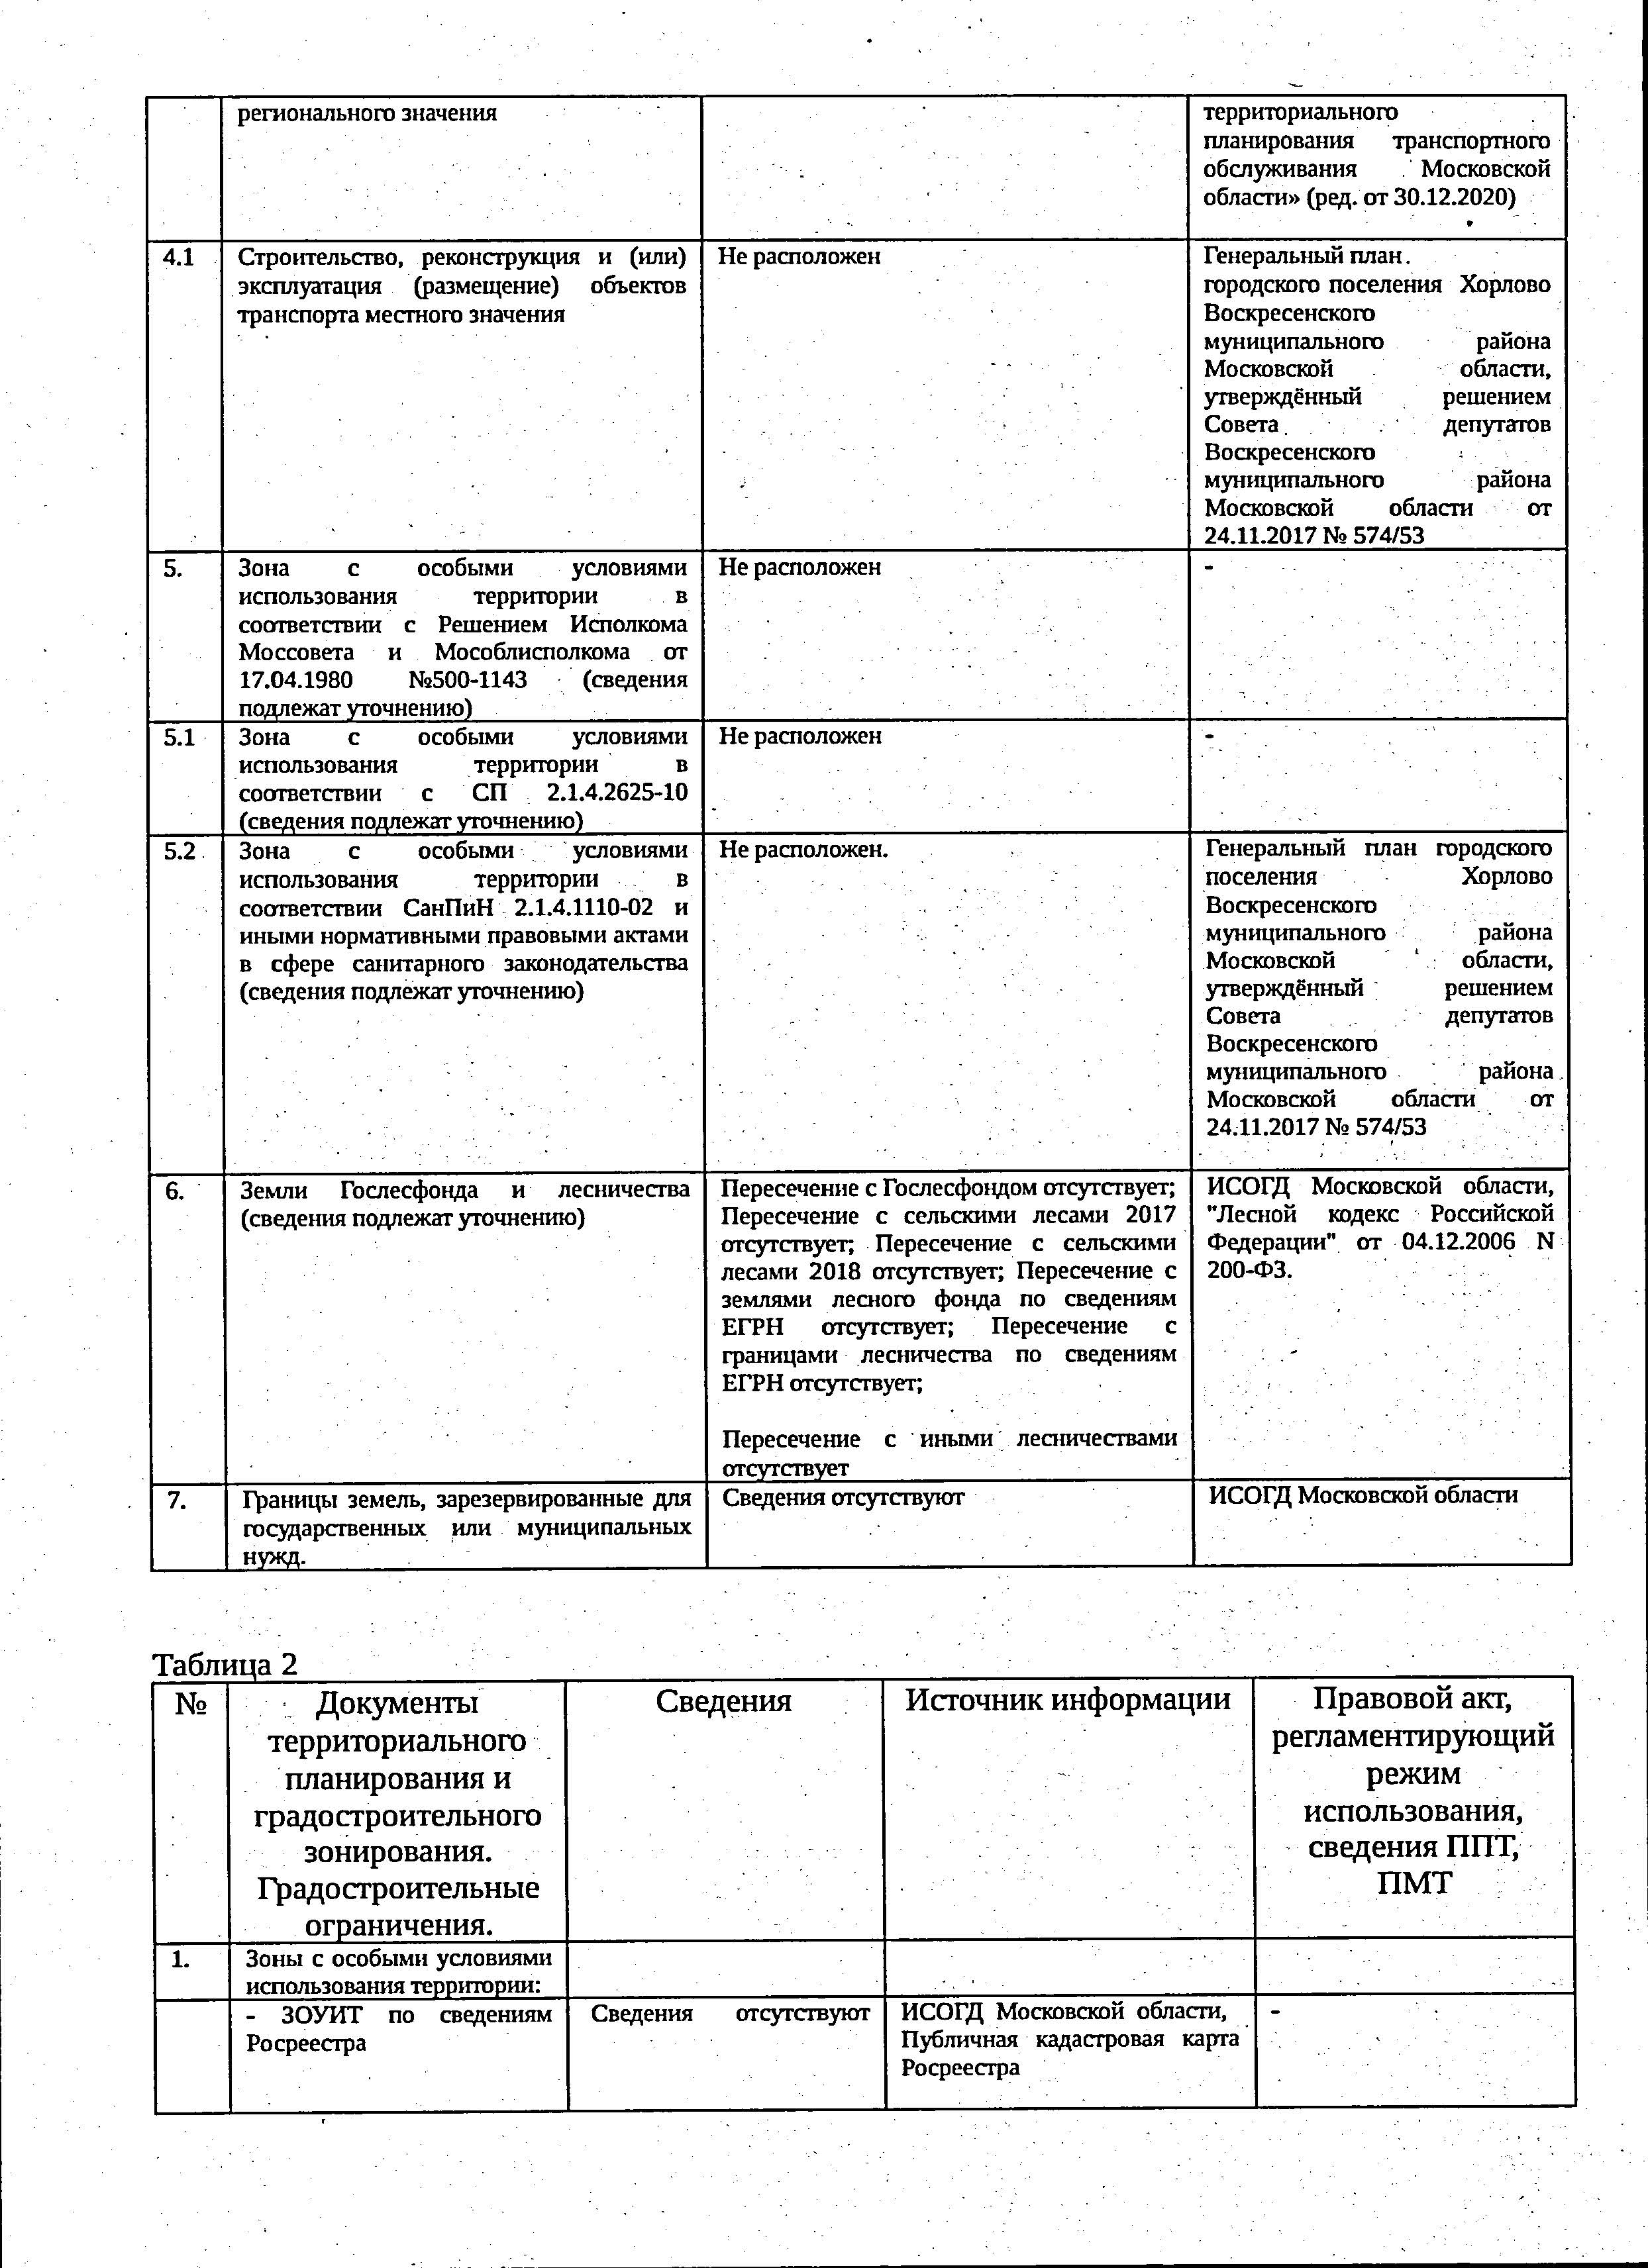 регионального значения
территориального
планирования транспортного
обслуживания Московской
области» (ред. от 30.12.2020)
4.1
Строительство, реконструкция и (или)
эксплуатация (размещение) объектов
транспорта местного значения
Не расположен
Генеральный план
городского поселения Хорлово
Воскресенского
муниципального района
Московской области,
утверждённый решением
Совета депутатов
Воскресенского
муниципального района
Московской области от
24.11.2017 № 574/53
5.
Зона с особыми условиями
использования территории в
соответствии с Решением Исполкома
Моссовета и Мособлисполкома от
17.04.1980 №500-1143 (сведения
подлежат уточнению)
Не расположен
-
5.1
Зона с особыми условиями
использования территории в
соответствии с СП 2.1.4.2625-10
(сведения подлежат уточнению)
Не расположен
-
5.2
Зона с особыми условиями
использования территории в
соответствии СанПиН 2.1.4.1110-02 и
иными нормативными правовыми актами
в сфере санитарного законодательства
(сведения подлежат уточнению)
Не расположен.
Генеральный план городского
поселения Хорлово
Воскресенского
муниципального района
Московской области,
утверждённый решением
Совета депутатов
Воскресенского
муниципального района
Московской области от
24.11.2017 № 574/53
6.
Земли Гослесфонда и лесничества
(сведения подлежат уточнению)
Пересечение с Гослесфондом отсутствует;
Пересечение с сельскими лесами 2017
отсутствует; Пересечение с сельскими
лесами 2018 отсутствует; Пересечение с
землями лесного фонда по сведениям
ЕГРН отсутствует; Пересечение с
границами лесничества по сведениям
ЕГРН отсутствует;
Пересечение с иными лесничествами
отсутствует
ИСОГД Московской области,
"Лесной кодекс Российской
Федерации" от 04.12.2006 N
200-ФЗ.
7.
Границы земель, зарезервированные для
государственных или муниципальных
нужд.
Сведения отсутствуют
ИСОГД Московской области
Таблица 2
№
Документы
территориального
планирования и
градостроительного
зонирования.
Градостроительные
ограничения.
Сведения
Источник информации
Правовой акт,
регламентирующий
режим
использования,
сведения ППТ,
ПМТ
1.
Зоны с особыми условиями
использования территории:
- ЗОУИТ по сведениям
Росреестра
Сведения отсутствуют
ИСОГД Московской области,
Публичная кадастровая карта
Росреестра
-